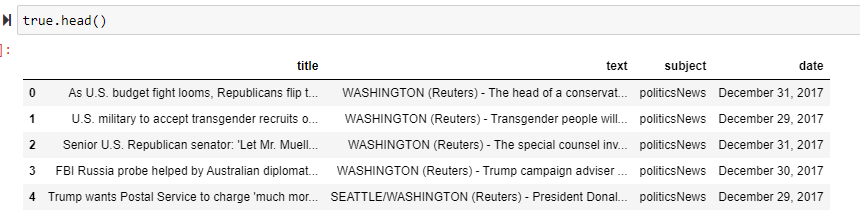 true.head()
]:
title text subject date
0 As U.S. budget fight looms, Republicans flip t... WASHINGTON (Reuters) - The head of a conservat... politicsNews December 31, 2017
1 U.S. military to accept transgender recruits o... WASHINGTON (Reuters) - Transgender people will... politicsNews December 29, 2017
2 Senior U.S. Republican senator: 'Let Mr. Muell... WASHINGTON (Reuters) - The special counsel inv... politicsNews December 31, 2017
3 FBI Russia probe helped by Australian diplomat... WASHINGTON (Reuters) - Trump campaign adviser ... politicsNews December 30, 2017
4 Trump wants Postal Service to charge 'much mor... SEATTLE/WASHINGTON (Reuters) - President Donal... politicsNews December 29, 2017